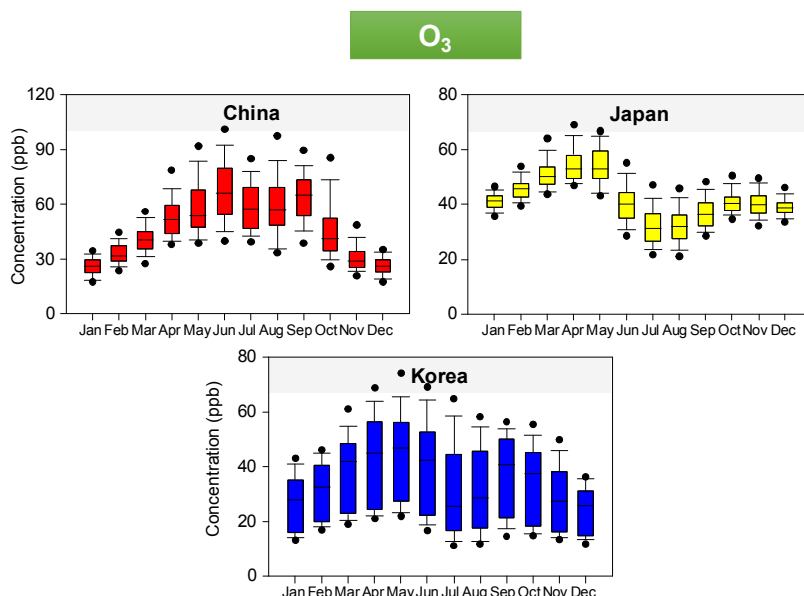 O3
China
Concentration (ppb)
120
90
60
30
0
Jan Feb Mar Apr May Jun Jul Aug Sep Oct Nov Dec
Japan
80
60
40
20
0
Jan Feb Mar Apr May Jun Jul Aug Sep Oct Nov Dec
Korea
Concentration (ppb)
80
60
40
20
0
Jan Feb Mar Apr May Jun Jul Aug Sep Oct Nov Dec